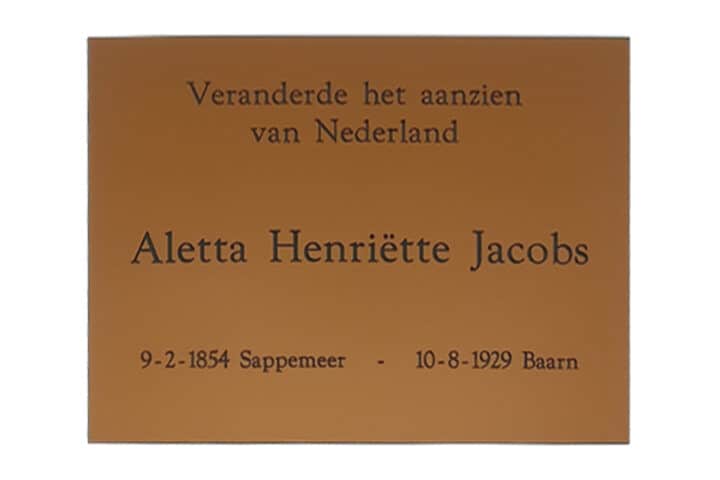 Veranderde het aanzien
van Nederland
Aletta Henriëtte Jacobs
9-2-1854 Sappemeer - 10-8-1929 Baarn